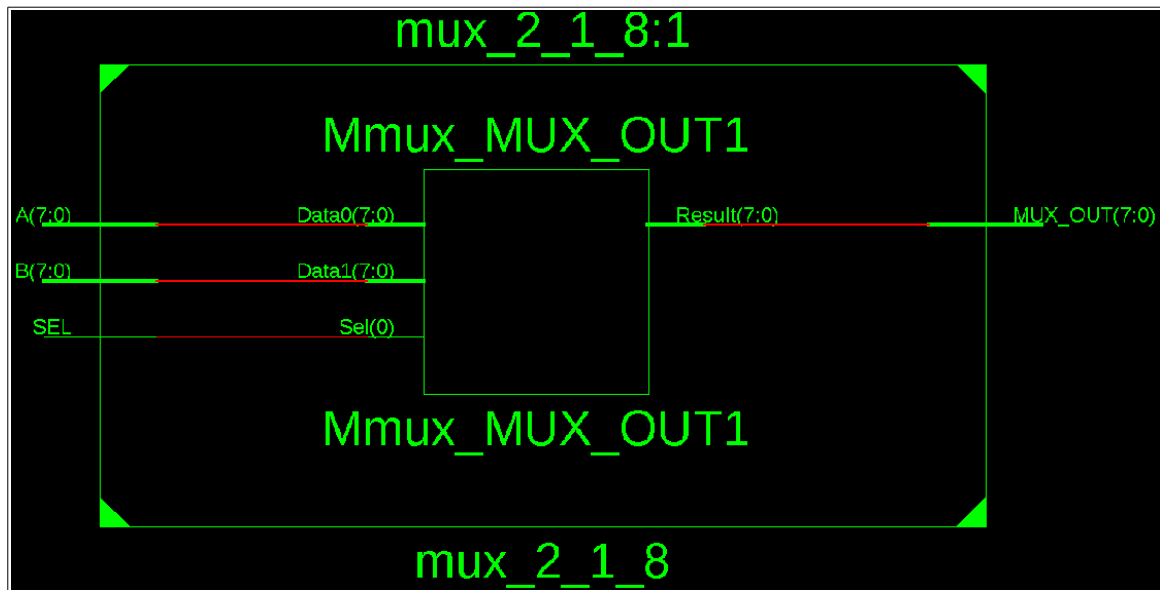 mux_2_1_8:1
Mmux_MUX_OUT1
A(7:0) Data0(7:0) Result(7:0) MUX_OUT(7:0)
B(7:0) Data1(7:0)
SEL Sel(0)
Mmux_MUX_OUT1
mux_2_1_8